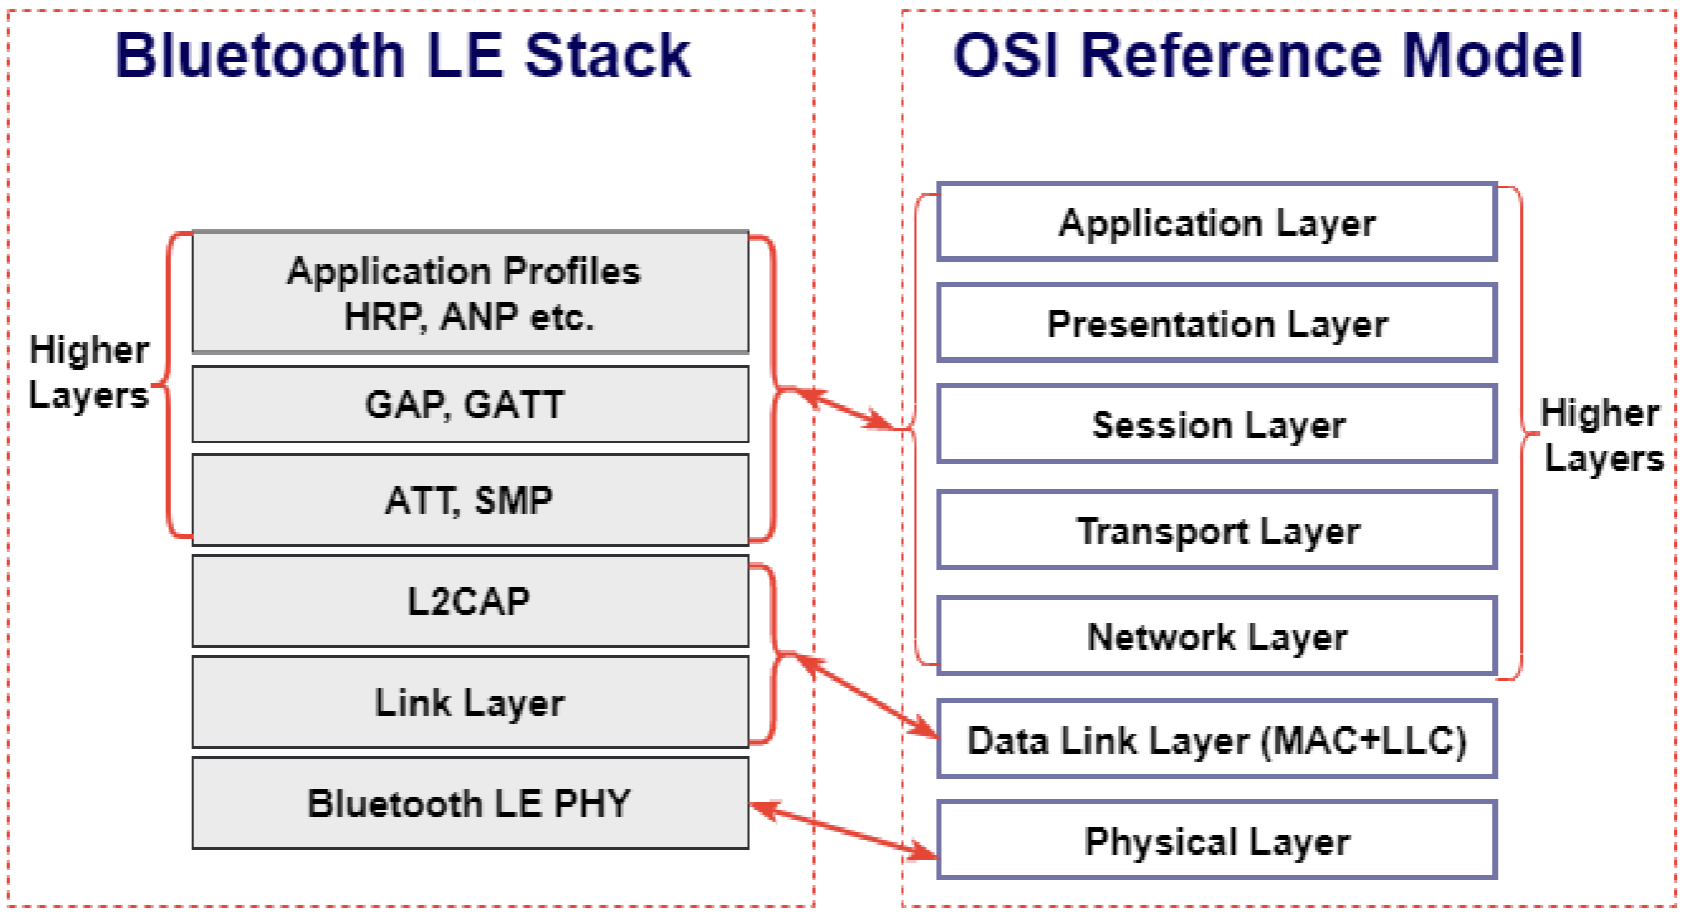 Bluetooth LE Stack
Higher
Layers
Application Profiles
HRP, ANP etc.
GAP, GATT
ATT, SMP
L2CAP
Link Layer
Bluetooth LE PHY
OSI Reference Model
Application Layer
Presentation Layer
Session Layer
Transport Layer
Network Layer
Data Link Layer (MAC+LLC)
Physical Layer
Higher
Layers